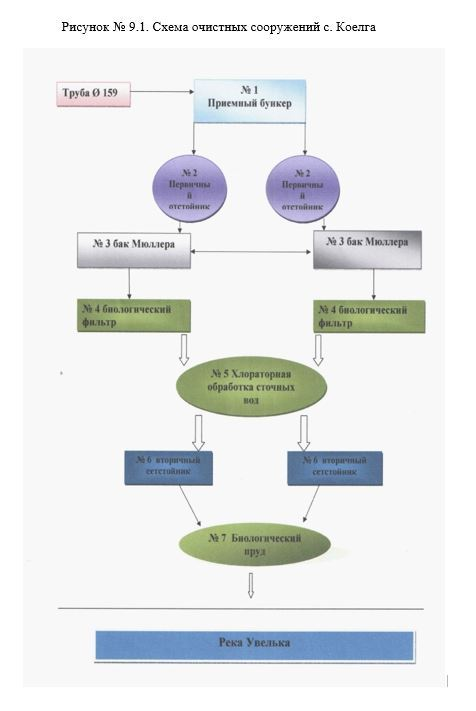 Рисунок № 9.1. Схема очистных сооружений с. Коелга
Труба Ø 159
№ 1
Приемный бункер
№ 2
Первичны
й
отстойник
№ 2
Первичны
й
отстойник
№ 3 бак Мюллера
№ 3 бак Мюллера
№ 4 биологический
фильтр
№ 4 биологический
фильтр
№ 5 Хлораторная
обработка сточных
вод
№ 6 вторичный
сетстойник
№ 6 вторичный
сетстойник
№ 7 Биологический
пруд
Река Увелька